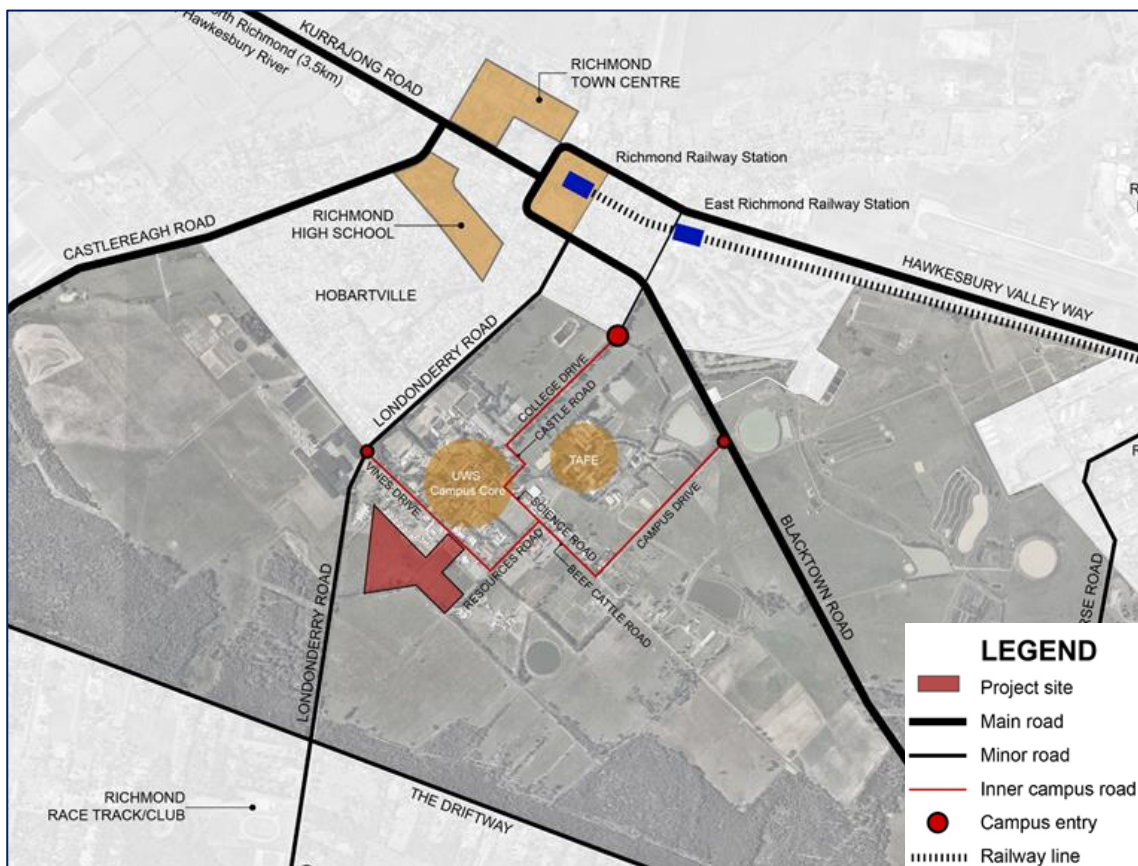 orth Richmond (3.5km)
Hawkesbury River
KURRAJONG ROAD
RICHMOND
TOWN CENTRE
Richmond Railway Station
East Richmond Railway Station
RICHMOND
HIGH SCHOOL
CASTLEREAGH ROAD
HAWKESBURY VALLEY WAY
HOBARTVILLE
LONDONDERRY ROAD
COLLEGE DRIVE
CASTLE ROAD
TAFE
UWS
Campus Core
VINES DRIVE
SCIENCE ROAD
CAMPUS DRIVE
RESOURCES ROAD
BEEF CATTLE ROAD
BLACKTOWN ROAD
RSE ROAD
LONDONDERRY ROAD
THE DRIFTWAY
RICHMOND
RACE TRACK/CLUB
LEGEND
Project site
Main road
Minor road
Inner campus road
Campus entry
Railway line